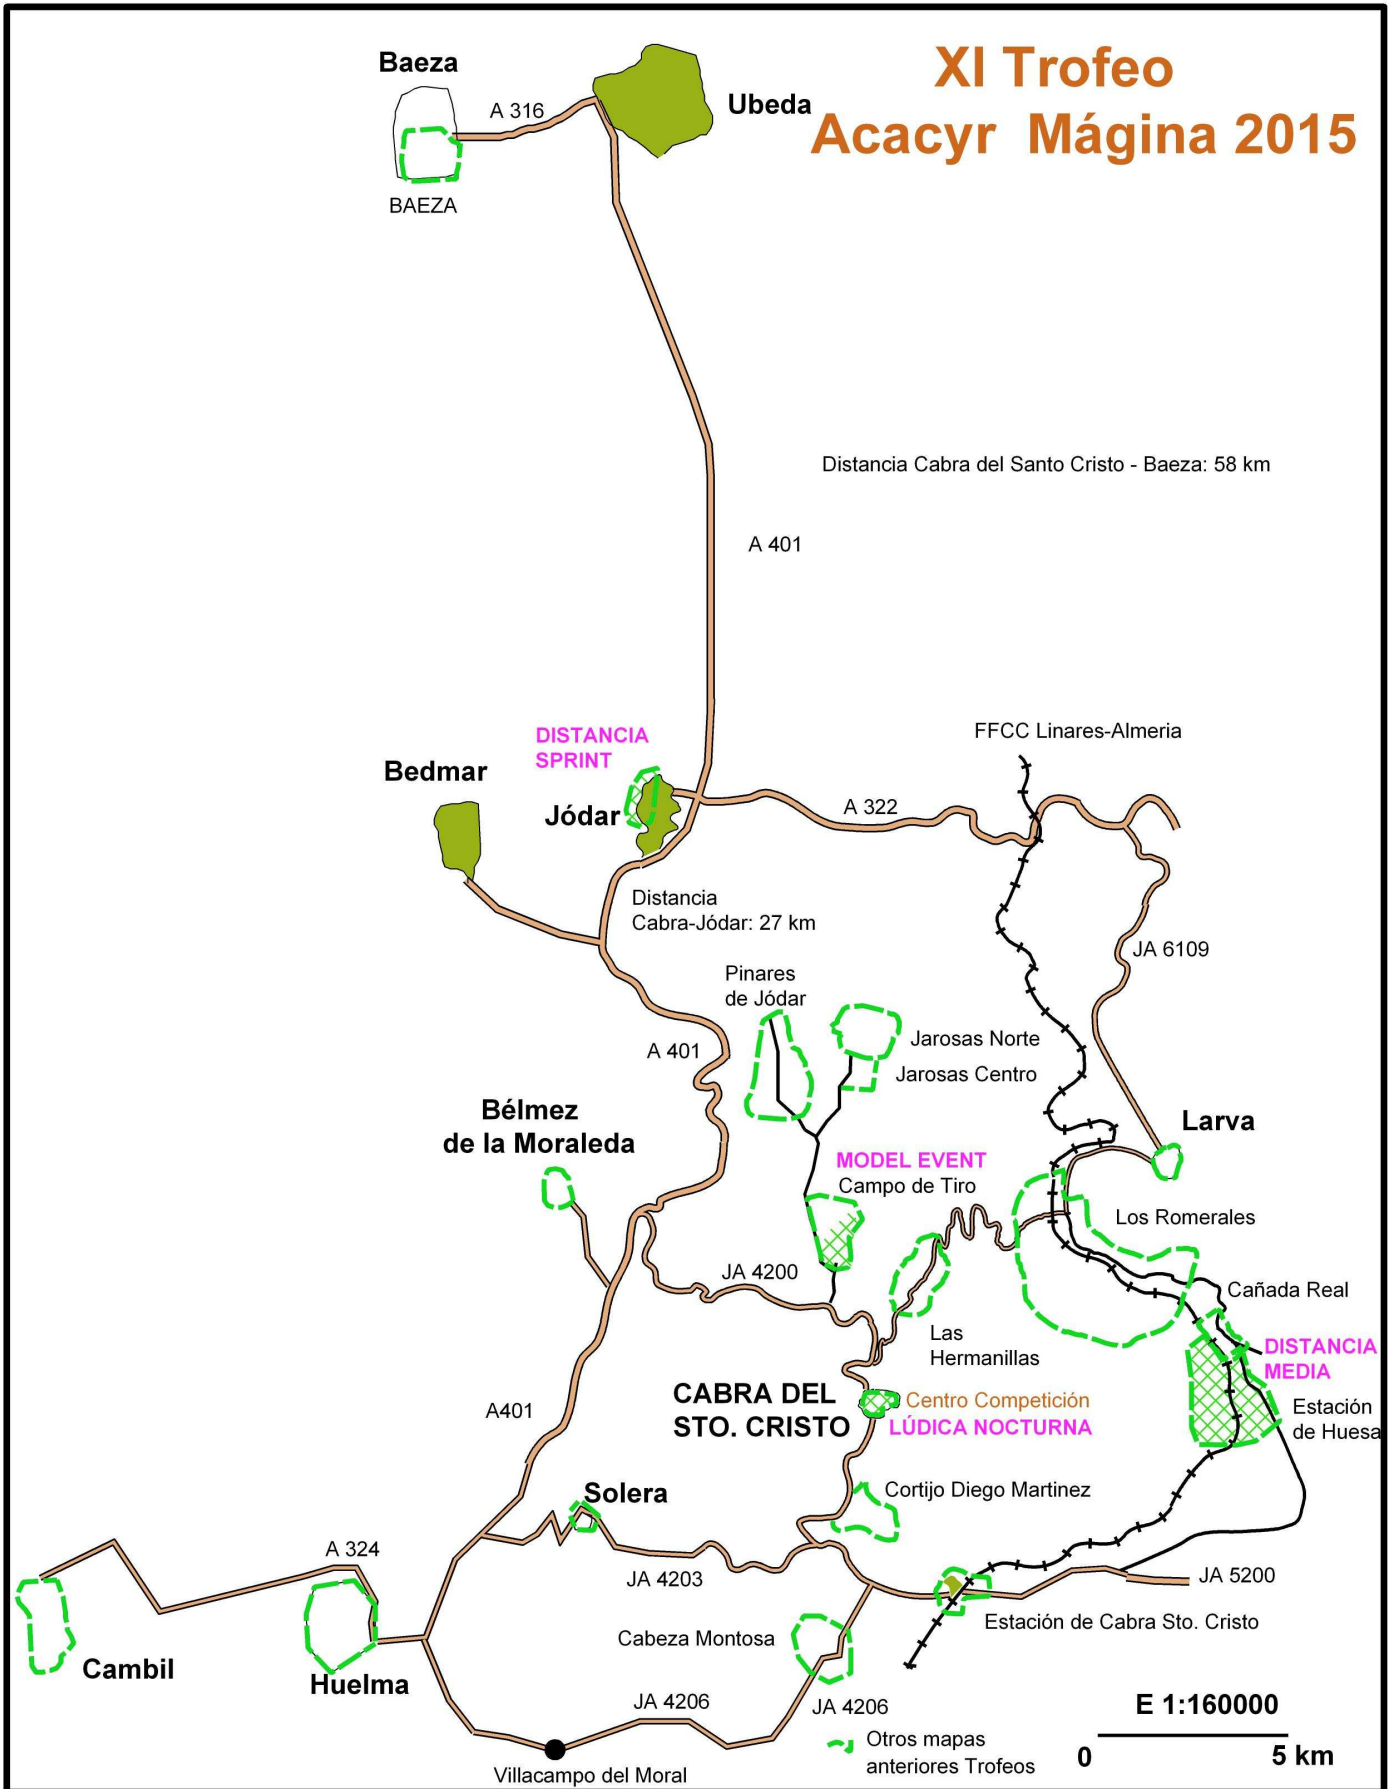 XI Trofeo
Acacyr Mágina 2015
Baeza
A 316
Ubeda
BAEZA
Distancia Cabra del Santo Cristo - Baeza: 58 km
A 401
FFCC Linares-Almeria
DISTANCIA
SPRINT
Bedmar
Jódar
A 322
Distancia
Cabra-Jódar: 27 km
JA 6109
Pinares
de Jódar
Jarosas Norte
A 401
Jarosas Centro
Bélmez
de la Moraleda
Larva
MODEL EVENT
Campo de Tiro
Los Romerales
JA 4200
Cañada Real
Las
Hermanillas
DISTANCIA
MEDIA
CABRA DEL
STO. CRISTO
Centro Competición
LÚDICA NOCTURNA
Estación
de Huesa
A401
Solera
Cortijo Diego Martinez
A 324
JA 4203
JA 5200
Estación de Cabra Sto. Cristo
Cabeza Montosa
Cambil
Huelma
JA 4206
JA 4206
E 1:160000
Otros mapas
anteriores Trofeos
0
5 km
Villacampo del Moral